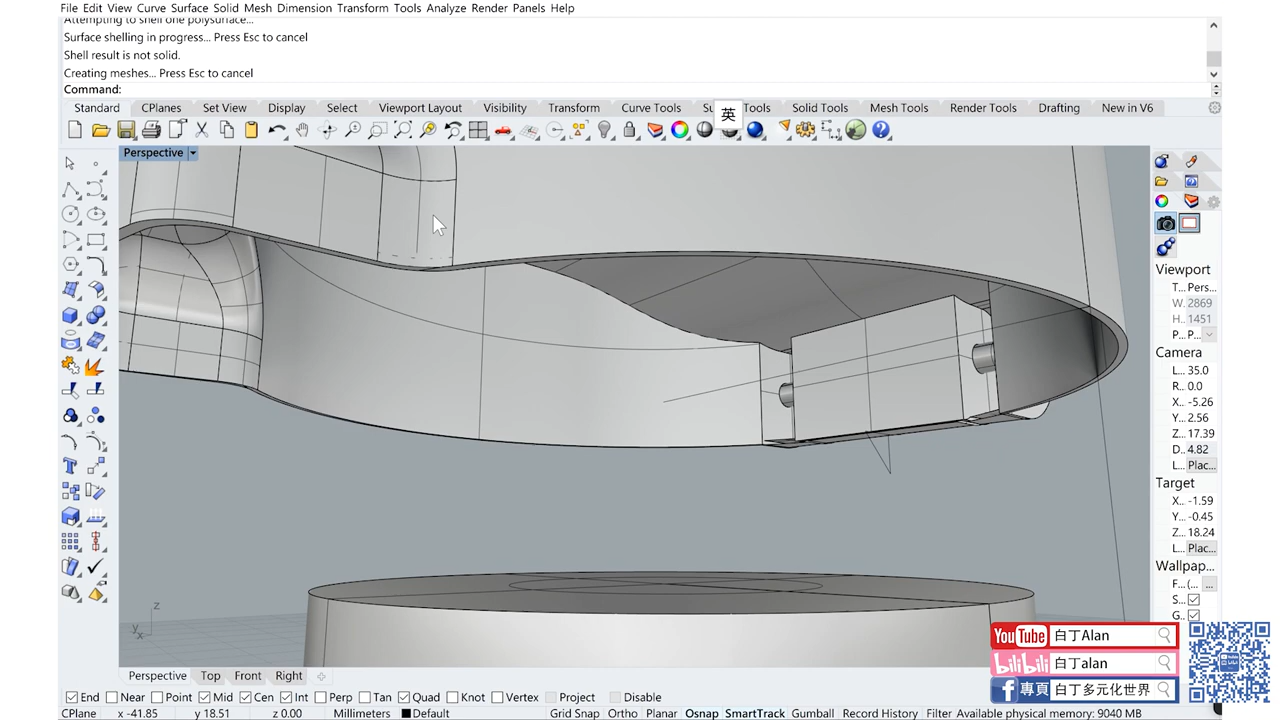 File Edit View Curve Surface Solid Mesh Dimension Transform Tools Analyze Render Panels Help
Attempting to shell one polysurface...
Surface shelling in progress... Press Esc to cancel
Shell result is not solid.
Creating meshes... Press Esc to cancel
Command:
Standard CPlanes Set View Display Select Viewport Layout Visibility Transform Curve Tools Su 英 Tools Solid Tools Mesh Tools Render Tools Drafting New in V6
Perspective
Viewport
T... Pers...
W. 2869
H... 1451
P... P...
Camera
L... 35.0
R... 0.0
X... -5.26
Y... 2.56
Z... 17.39
D.. 4.82
L... Plac...
Target
X... -1.59
Y... -0.45
Z... 18.24
L... Plac...
Wallpap...
F... (... ...
S...
G...
z
y x
YouTube 白丁Alan
bilibili 白丁alan
f 專頁 白丁多元化世界
Perspective Top Front Right
End Near Point Mid Cen Int Perp Tan Quad Knot Vertex Project Disable
CPlane x -41.85 y 18.51 z 0.00 Millimeters Default Grid Snap Ortho Planar Osnap SmartTrack Gumball Record History Filter Available physical memory: 9040 MB